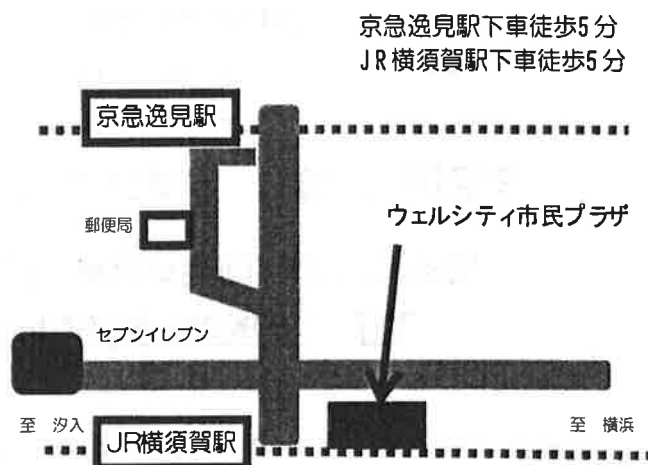 京急逸見駅下車徒歩5分
JR横須賀駅下車徒歩5分
京急逸見駅
郵便局
ウェルシティ市民プラザ
セブンイレブン
至 汐入
至 横浜
JR横須賀駅